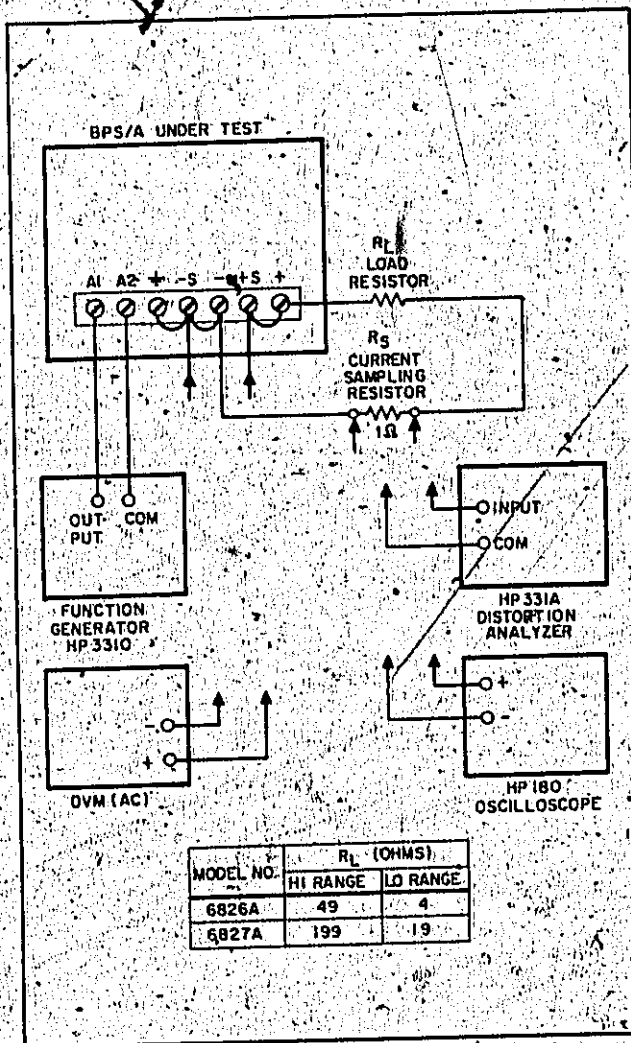 BPS/A UNDER TEST
A1 A2 ⏚ -S - +S +
RL
LOAD
RESISTOR
RS
CURRENT
SAMPLING
RESISTOR
1Ω
OUT-
PUT
COM
FUNCTION
GENERATOR
HP 3310
INPUT
COM
HP 331A
DISTORTION
ANALYZER
-
+
DVM (AC)
+
-
HP 180
OSCILLOSCOPE
MODEL NO. RL (OHMS)
HI RANGE LO RANGE
6826A 49 4
6827A 199 19